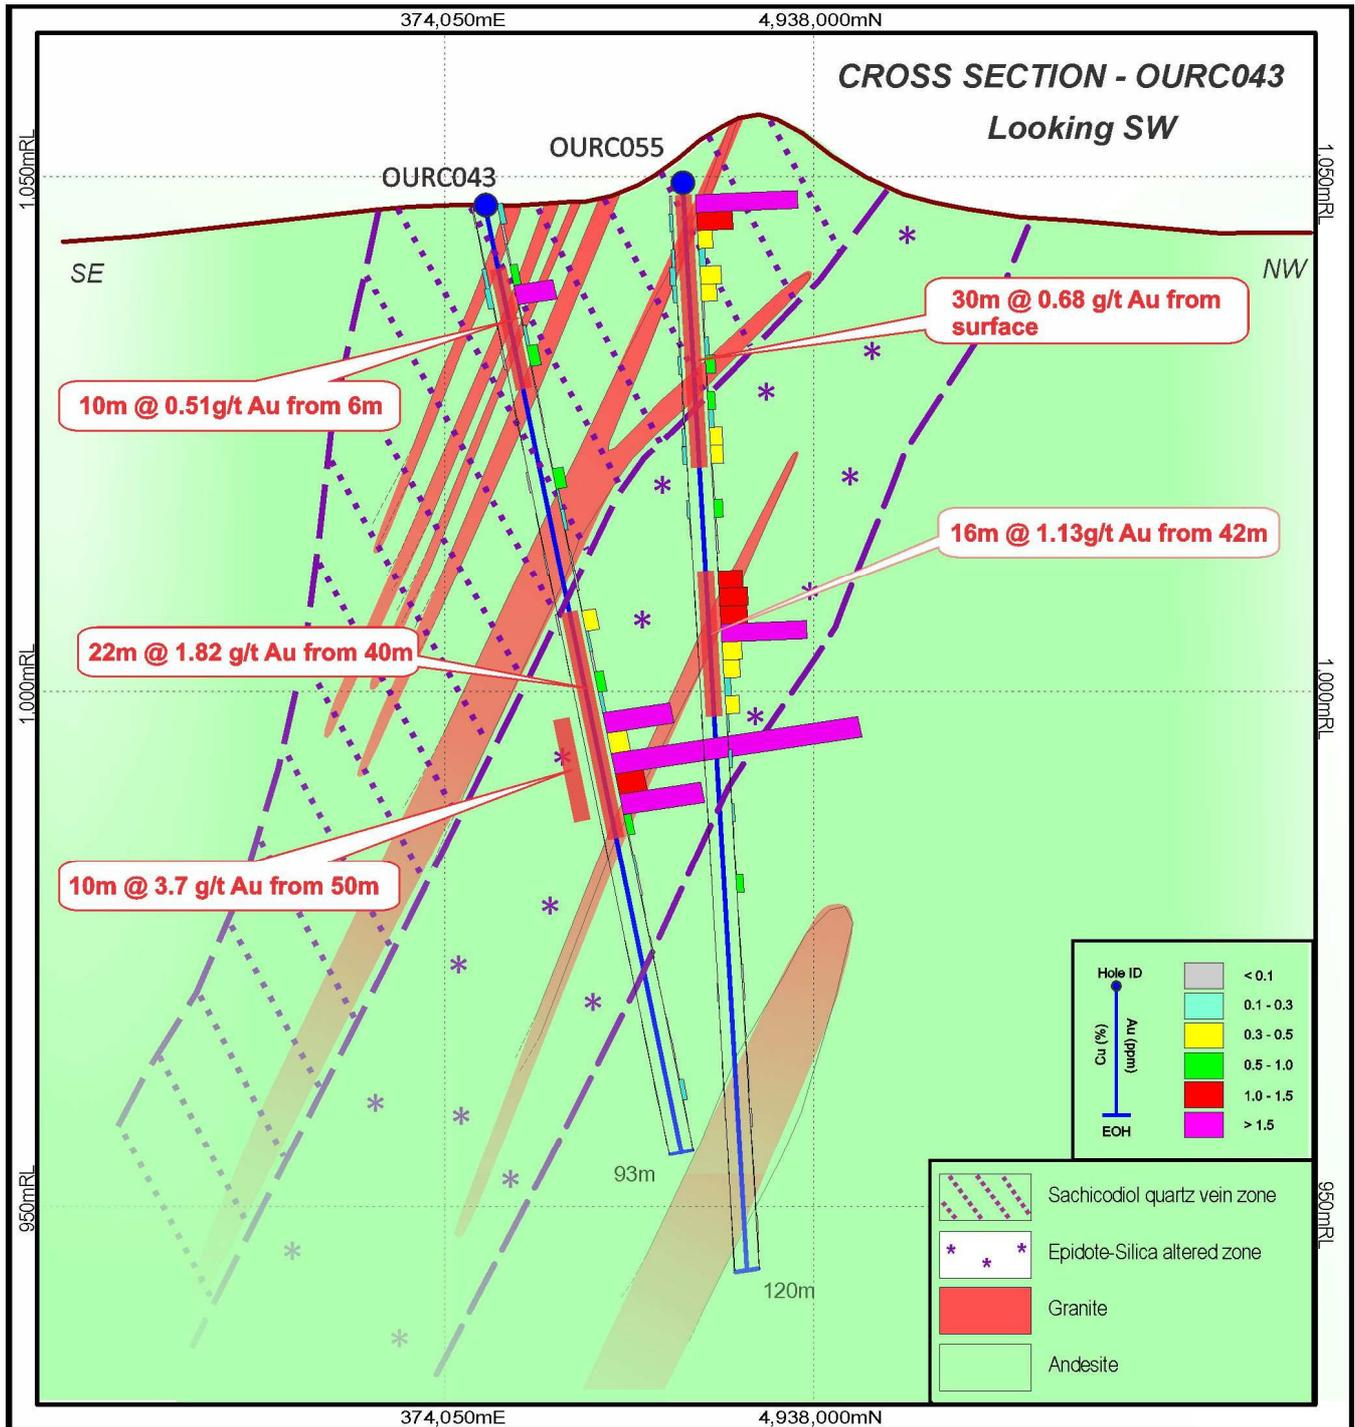 374,050mE
4,938,000mN
CROSS SECTION - OURC043
Looking SW
1,050mRL
1,050mRL
OURC055
OURC043
SE
NW
30m @ 0.68 g/t Au from
surface
10m @ 0.51g/t Au from 6m
16m @ 1.13g/t Au from 42m
22m @ 1.82 g/t Au from 40m
1,000mRL
1,000mRL
10m @ 3.7 g/t Au from 50m
Hole ID
Au (ppm)
Cu (%)
EOH
< 0.1
0.1 - 0.3
0.3 - 0.5
0.5 - 1.0
1.0 - 1.5
> 1.5
93m
950mRL
950mRL
120m
Sachicodiol quartz vein zone
Epidote-Silica altered zone
Granite
Andesite
374,050mE
4,938,000mN